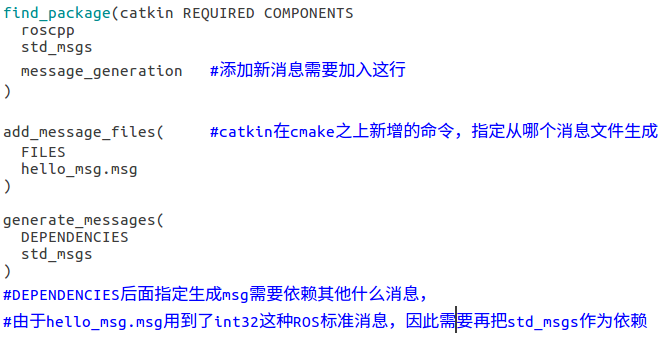 find_package(catkin REQUIRED COMPONENTS
  roscpp
  std_msgs
  message_generation   #添加新消息需要加入这行
)
add_message_files(     #catkin在cmake之上新增的命令，指定从哪个消息文件生成
  FILES
  hello_msg.msg
)
generate_messages(
  DEPENDENCIES
  std_msgs
)
#DEPENDENCIES后面指定生成msg需要依赖其他什么消息，
#由于hello_msg.msg用到了int32这种ROS标准消息，因此需要再把std_msgs作为依赖